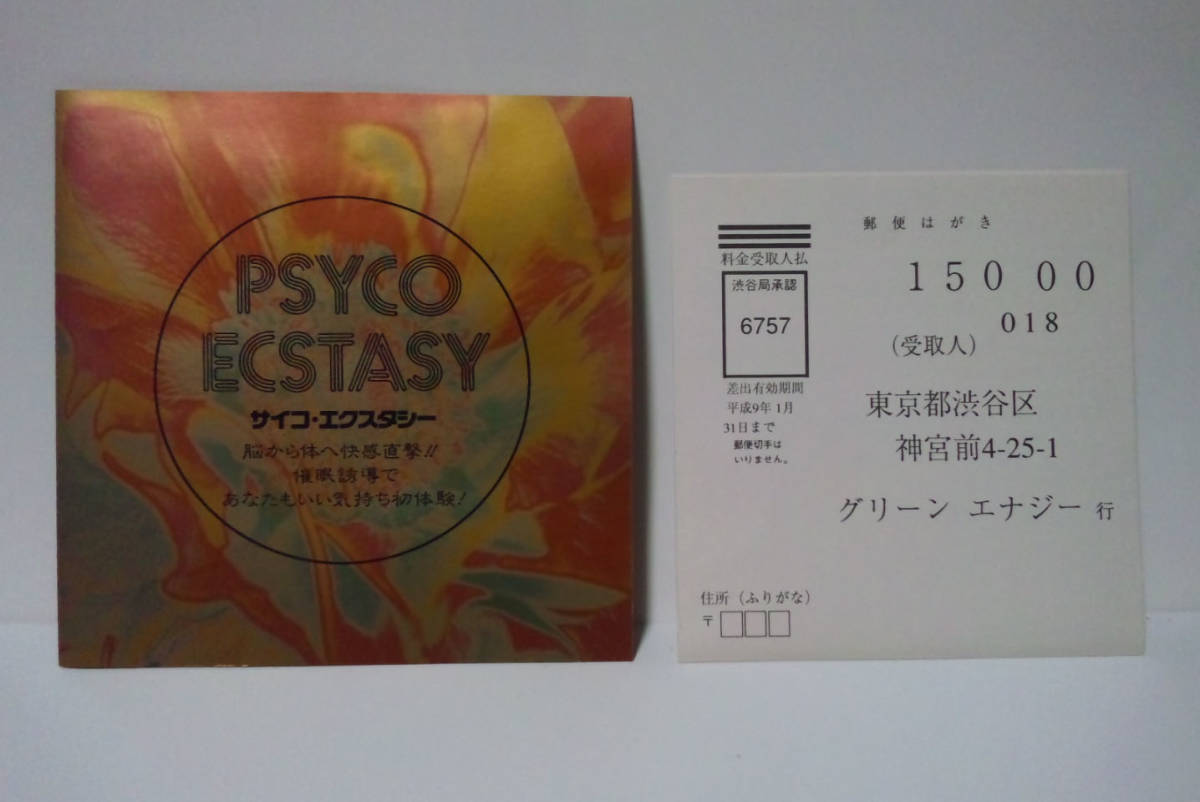 PSYCO
ECSTASY
サイコ・エクスタシー
脳から体へ快感直撃!!
催眠誘導で
あなたもいい気持ち初体験!
郵便はがき
料金受取人払
渋谷局承認
6757
差出有効期間
平成9年1月
31日まで
郵便切手は
いりません。
150 00
018
(受取人)
東京都渋谷区
神宮前4-25-1
グリーン エナジー 行
住所(ふりがな)
〒